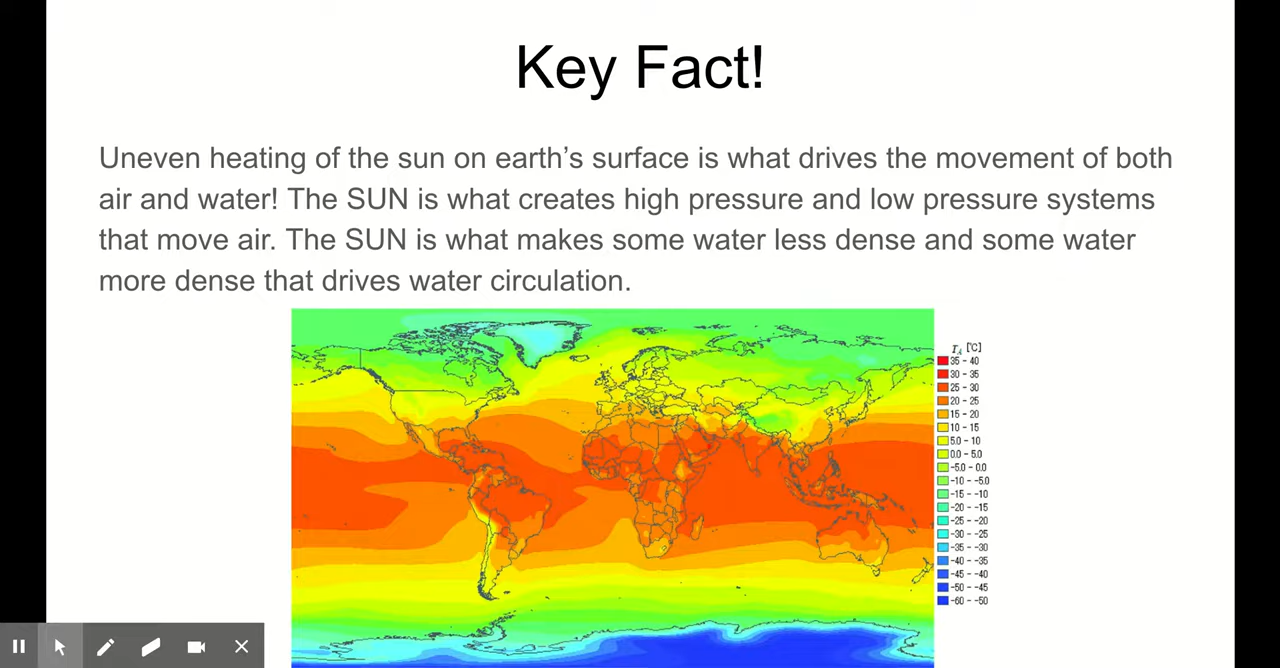 Key Fact!
Uneven heating of the sun on earth’s surface is what drives the movement of both
air and water! The SUN is what creates high pressure and low pressure systems
that move air. The SUN is what makes some water less dense and some water
more dense that drives water circulation.
TA [°C]
35 - 40
30 - 35
25 - 30
20 - 25
15 - 20
10 - 15
5.0 - 10
0.0 - 5.0
-5.0 - 0.0
-10 - -5.0
-15 - -10
-20 - -15
-25 - -20
-30 - -25
-35 - -30
-40 - -35
-45 - -40
-50 - -45
-60 - -50